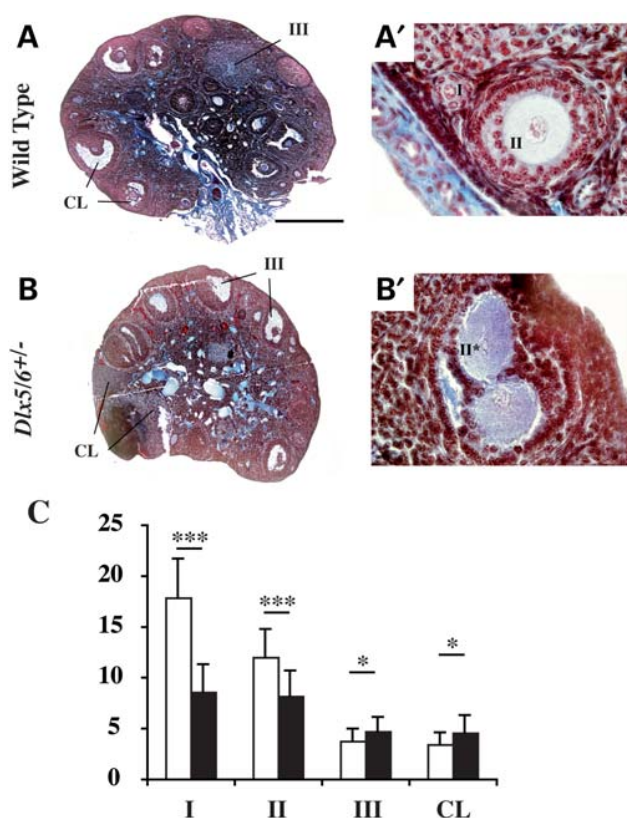 A
Wild Type
III
CL
A′
I
II
B
Dlx5/6+/-
III
CL
B′
II*
C
25
20
15
10
5
0
***
***
*
*
I
II
III
CL